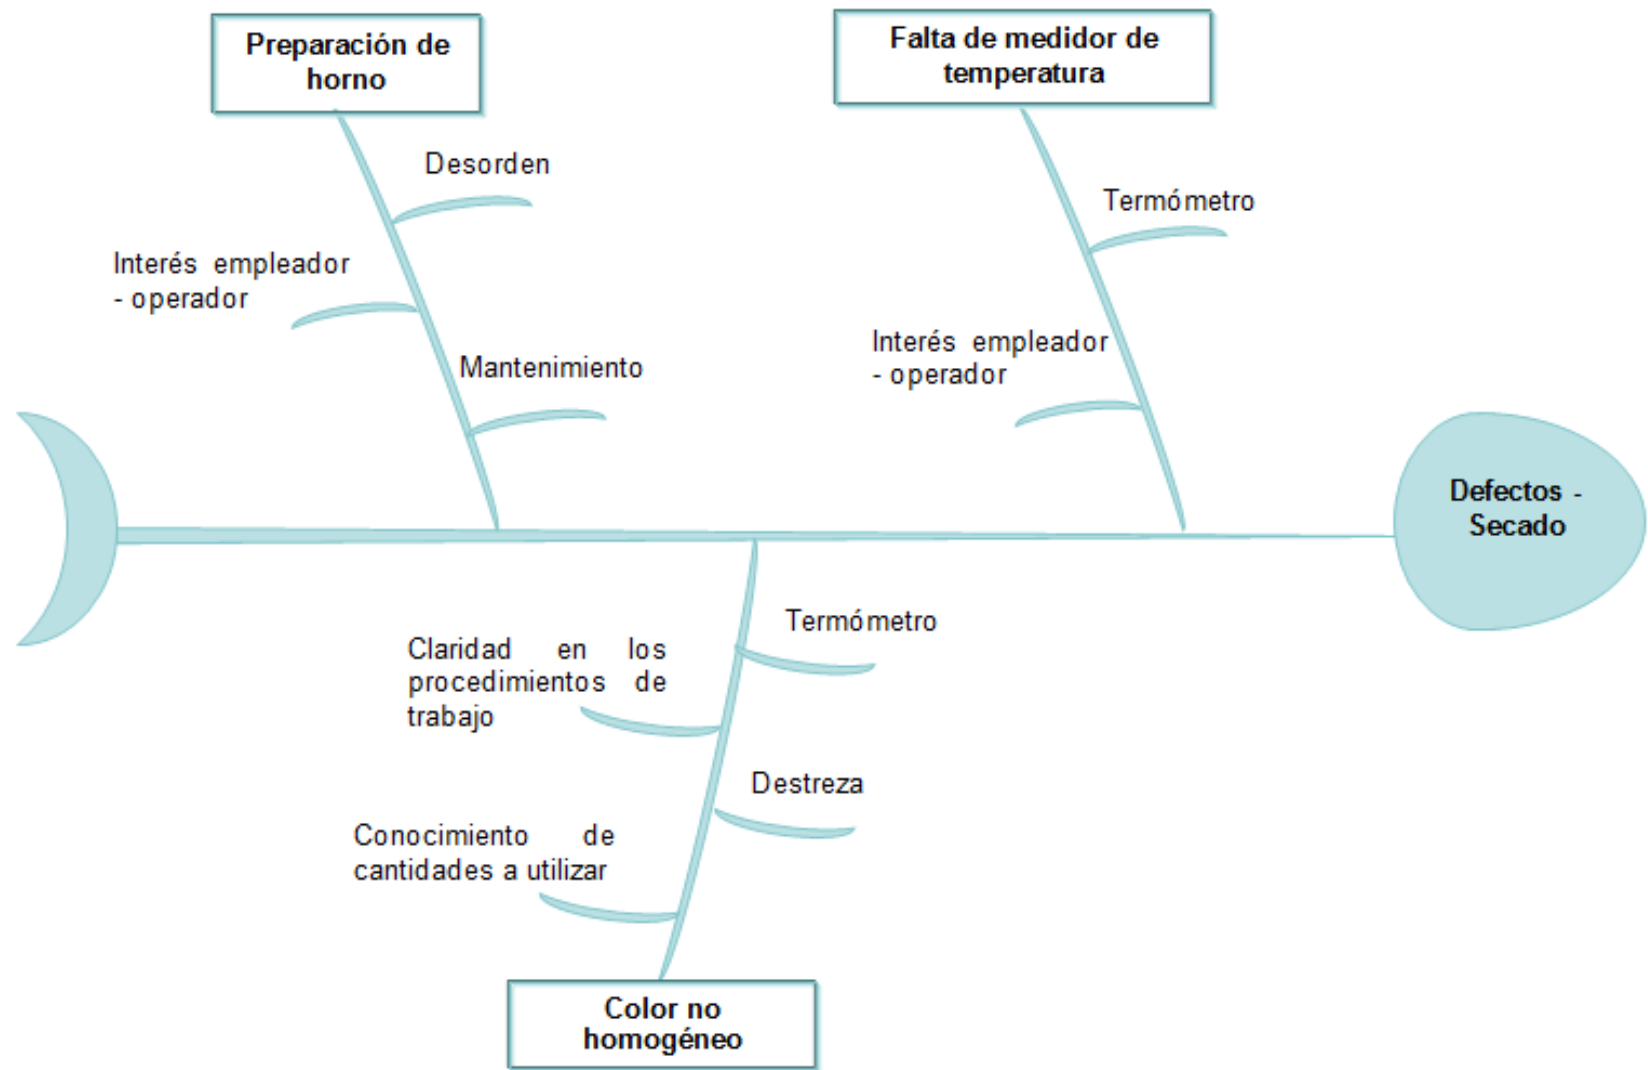 Preparación de
horno
Falta de medidor de
temperatura
Desorden
Termómetro
Interés empleador
- operador
Interés empleador
- operador
Mantenimiento
Defectos -
Secado
Termómetro
Claridad en los
procedimientos de
trabajo
Destreza
Conocimiento de
cantidades a utilizar
Color no
homogéneo